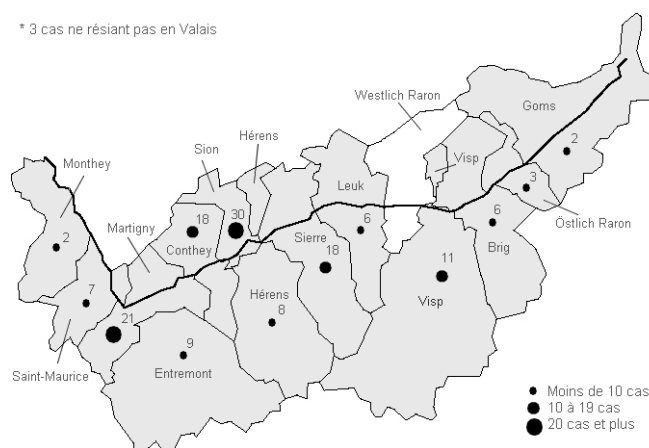 * 3 cas ne résiant pas en Valais
Westlich Raron
Goms
Hérens
Sion
Monthey
Visp
2
Leuk
3
Martigny
18
30
6
6
Östlich Raron
Sierre
Conthey
Brig
2
18
11
7
Hérens
Visp
21
8
9
Saint-Maurice
Entremont
Moins de 10 cas
10 à 19 cas
20 cas et plus